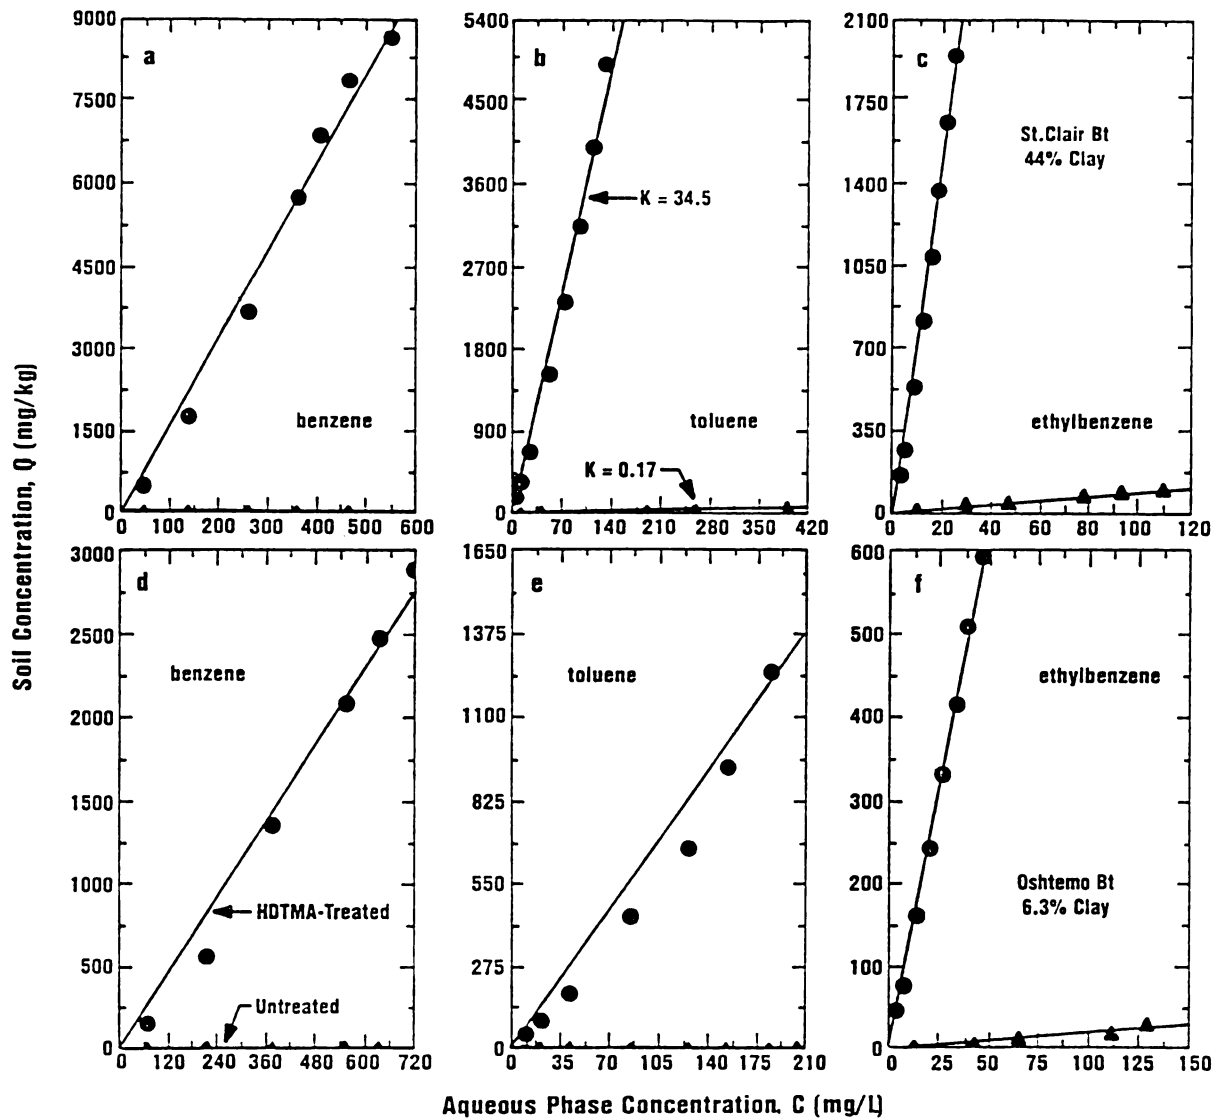 Soil Concentration, Q (mg/kg)
a
9000
7500
6000
4500
3000
1500
0
benzene
0 100 200 300 400 500 600
b
5400
4500
3600
2700
1800
900
0
K = 34.5
toluene
K = 0.17
0 70 140 210 280 350 420
c
2100
1750
1400
1050
700
350
0
St.Clair Bt
44% Clay
ethylbenzene
0 20 40 60 80 100 120
d
3000
2500
2000
1500
1000
500
0
benzene
HDTMA-Treated
Untreated
0 120 240 360 480 600 720
e
1650
1375
1100
825
550
275
0
toluene
0 35 70 105 140 175 210
f
600
500
400
300
200
100
0
ethylbenzene
Oshtemo Bt
6.3% Clay
0 25 50 75 100 125 150
Aqueous Phase Concentration, C (mg/L)